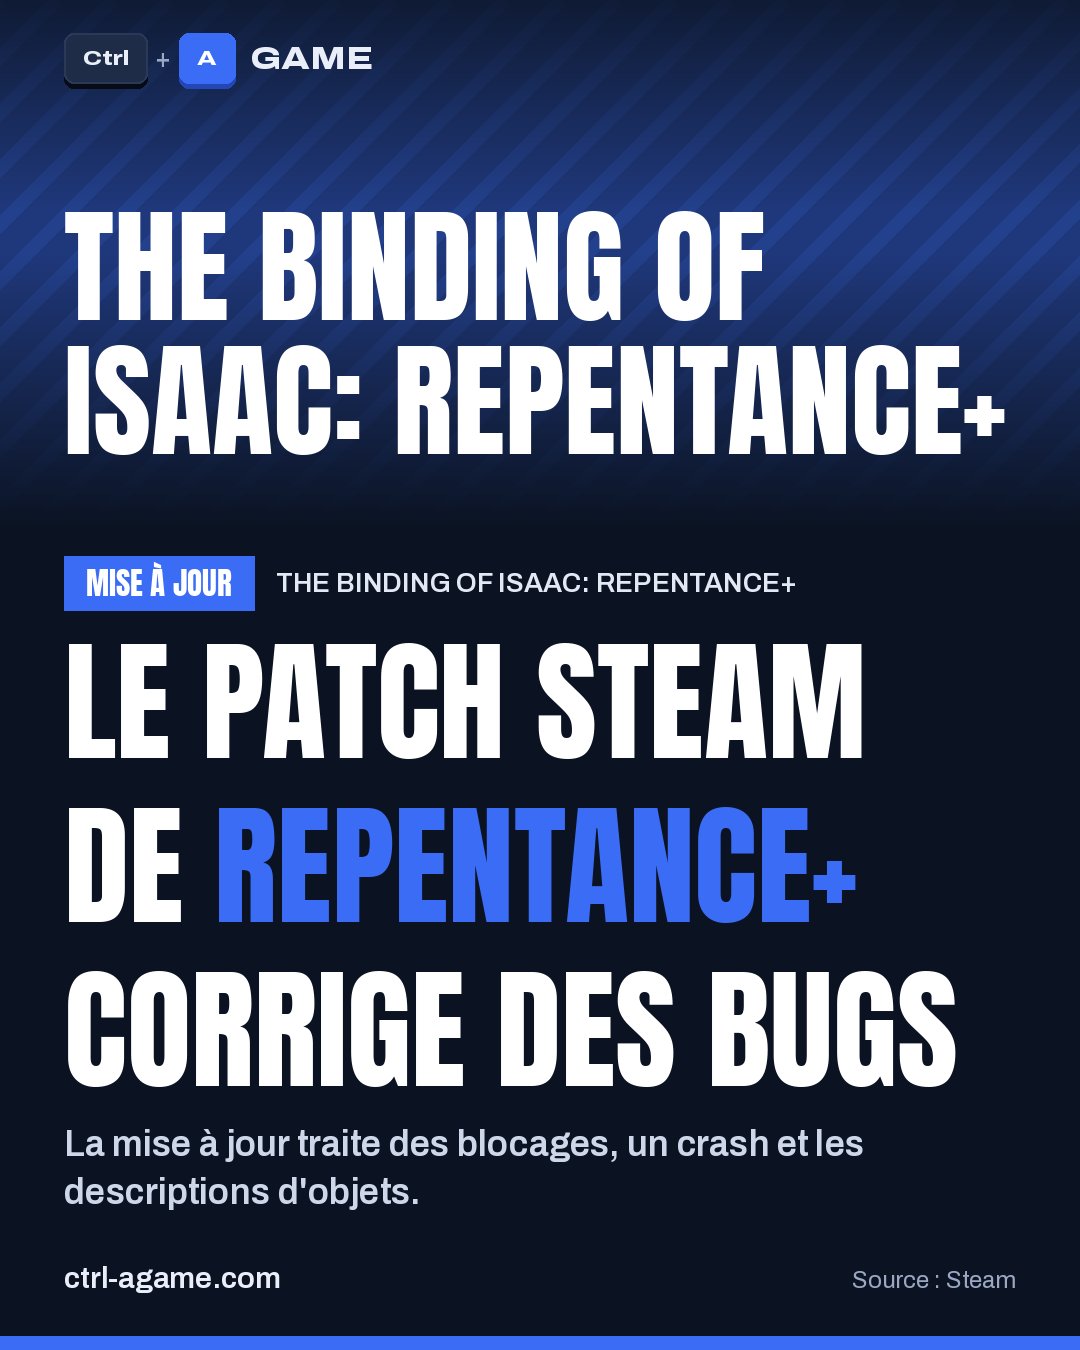 Ctrl + A GAME
THE BINDING OF
ISAAC: REPENTANCE+
MISE À JOUR THE BINDING OF ISAAC: REPENTANCE+
LE PATCH STEAM
DE REPENTANCE+
CORRIGE DES BUGS
La mise à jour traite des blocages, un crash et les
descriptions d'objets.
ctrl-agame.com Source : Steam